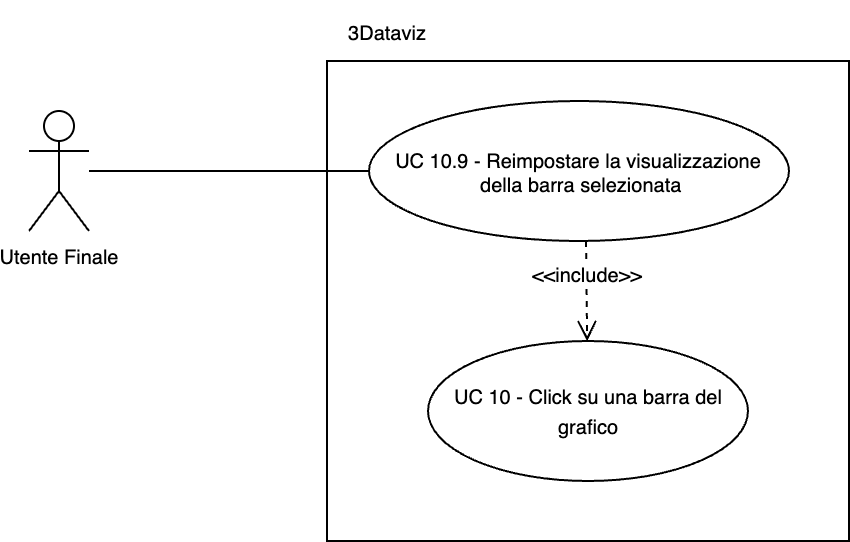 3Dataviz
UC 10.9 - Reimpostare la visualizzazione
della barra selezionata
Utente Finale
<<include>>
UC 10 - Click su una barra del
grafico